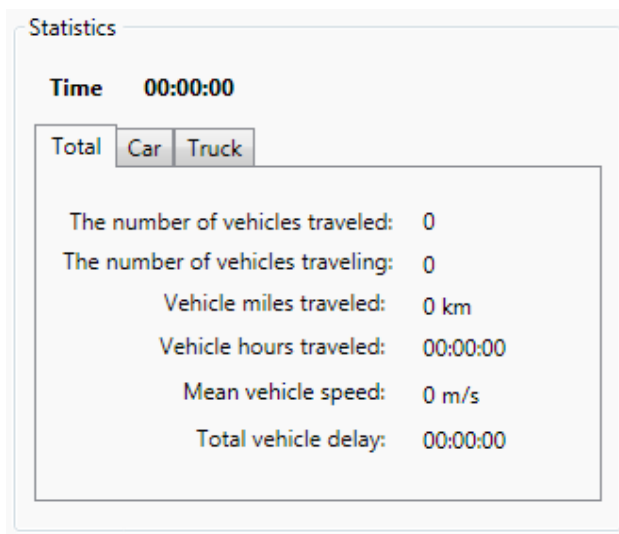 Statistics
Time 00:00:00
Total Car Truck
The number of vehicles traveled: 0
The number of vehicles traveling: 0
Vehicle miles traveled: 0 km
Vehicle hours traveled: 00:00:00
Mean vehicle speed: 0 m/s
Total vehicle delay: 00:00:00